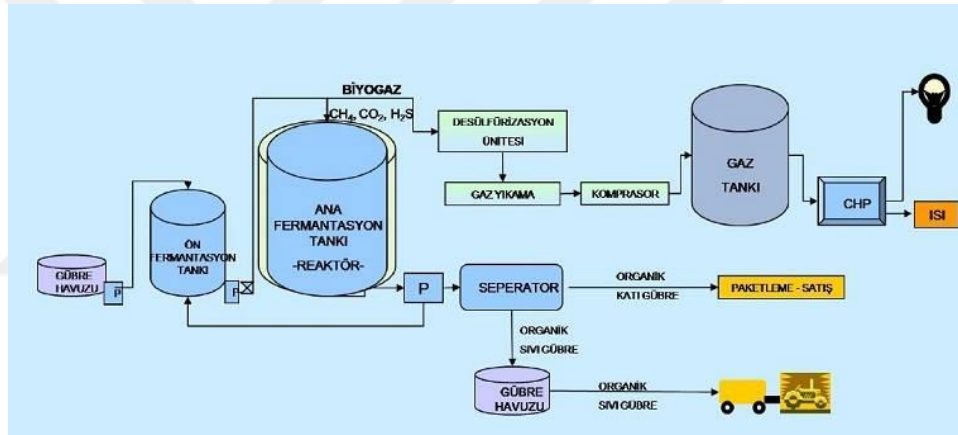 BİYOGAZ
CH₄, CO₂, H₂S
DESÜLFÜRİZASYON
ÜNİTESİ
GAZ YIKAMA
KOMPRASOR
GAZ
TANKI
CHP
ISI
ANA
FERMANTASYON
TANKI
-REAKTÖR-
ÖN
FERMANTASYON
TANKI
GÜBRE
HAVUZU
P
P
P
SEPERATOR
ORGANİK
KATI GÜBRE
PAKETLEME - SATIŞ
ORGANİK
SIVI GÜBRE
GÜBRE
HAVUZU
ORGANİK
SIVI GÜBRE